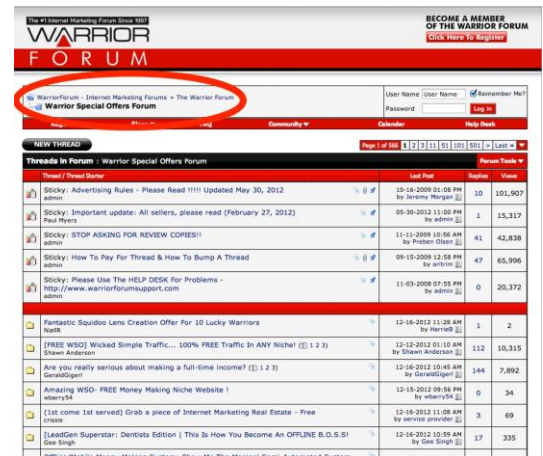 The #1 Internet Marketing Forum Since 1997
WARRIOR
FORUM
BECOME A MEMBER
OF THE WARRIOR FORUM
Click Here To Register
WarriorForum - Internet Marketing Forums > The Warrior Forum
Warrior Special Offers Forum
User Name User Name Remember Me?
Password Log in
FAQ Community Calendar Help Desk
NEW THREAD
Page 1 of 566 1 2 3 11 51 101 501 > Last »
Threads in Forum : Warrior Special Offers Forum Forum Tools
Thread / Thread Starter Last Post Replies Views
Sticky: Advertising Rules - Please Read !!!!! Updated May 30, 2012 10-16-2009 01:08 PM 10 101,907
admin by Jeremy Morgan
Sticky: Important update: All sellers, please read (February 27, 2012) 05-30-2012 11:00 PM 1 15,317
Paul Myers by admin
Sticky: STOP ASKING FOR REVIEW COPIES!! 11-11-2009 10:56 AM 41 42,838
admin by Preben Olsen
Sticky: How To Pay For Thread & How To Bump A Thread 09-15-2009 12:58 PM 47 65,996
admin by aritrim
Sticky: Please Use The HELP DESK For Problems - 11-03-2008 07:55 PM 0 20,372
http://www.warriorforumsupport.com by admin
admin
Fantastic Squidoo Lens Creation Offer For 10 Lucky Warriors 12-16-2012 11:28 AM 1 2
NailR by HarrieB
[FREE WSO] Wicked Simple Traffic... 100% FREE Traffic In ANY Niche! (1 2 3) 12-12-2012 01:10 AM 112 10,315
Shawn Anderson by Shawn Anderson
Are you really serious about making a full-time income? (1 2 3) 12-16-2012 10:45 AM 144 7,892
GeraldGigerl by GeraldGigerl
Amazing WSO- FREE Money Making Niche Website ! 12-15-2012 09:56 PM 0 34
wbarry54 by wbarry54
(1st come 1st served) Grab a piece of Internet Marketing Real Estate - Free 12-16-2012 11:08 AM 3 69
crissie by service provider
[LeadGen Superstar: Dentists Edition | This Is How You Become An OFFLINE B.O.S.S! 12-16-2012 10:59 AM 17 335
Gee Singh by Gee Singh